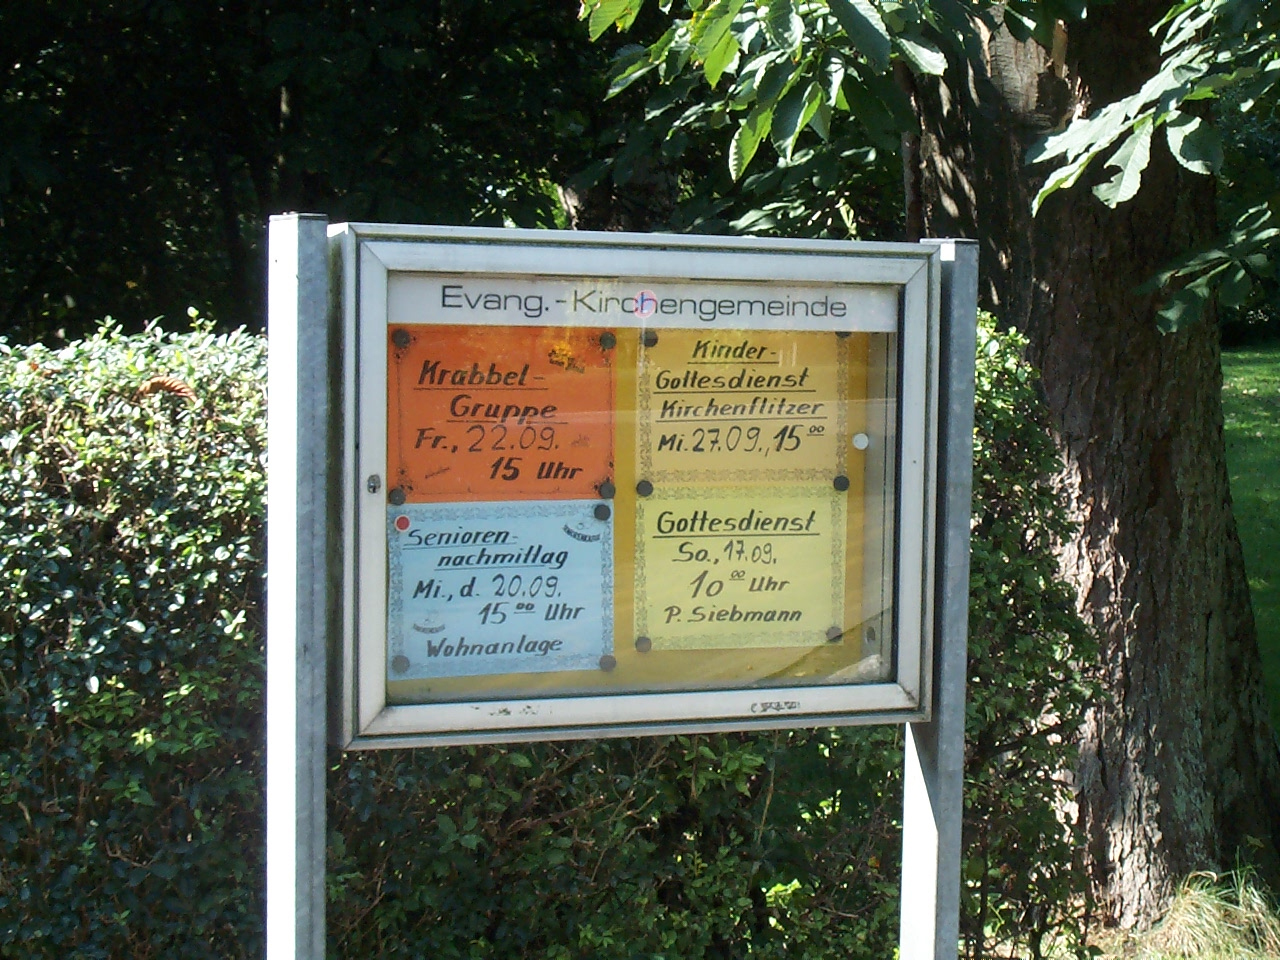 Evang.-Kirchengemeinde
Krabbel-
Gruppe
Fr., 22.09.
15 Uhr
Kinder-
Gottesdienst
Kirchenflitzer
Mi. 27.09., 15⁰⁰
Senioren-
nachmittag
Mi., d. 20.09.
15⁰⁰ Uhr
Wohnanlage
Gottesdienst
So., 17.09.
10⁰⁰ Uhr
P. Siebmann